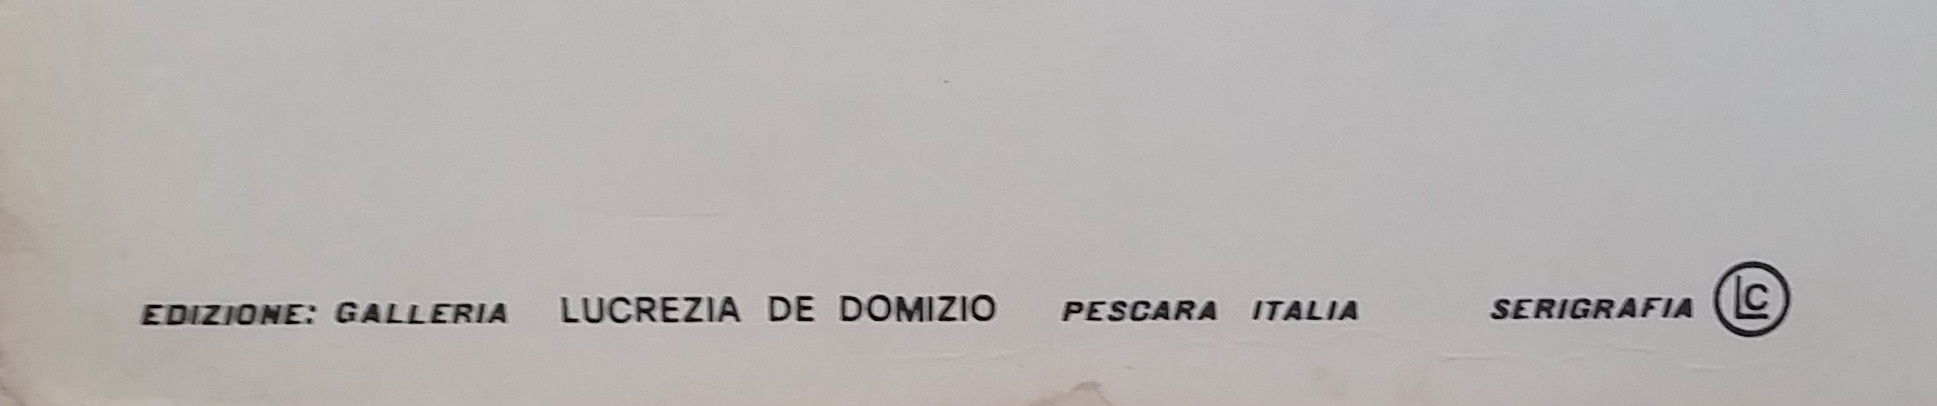 EDIZIONE: GALLERIA LUCREZIA DE DOMIZIO PESCARA ITALIA SERIGRAFIA LC